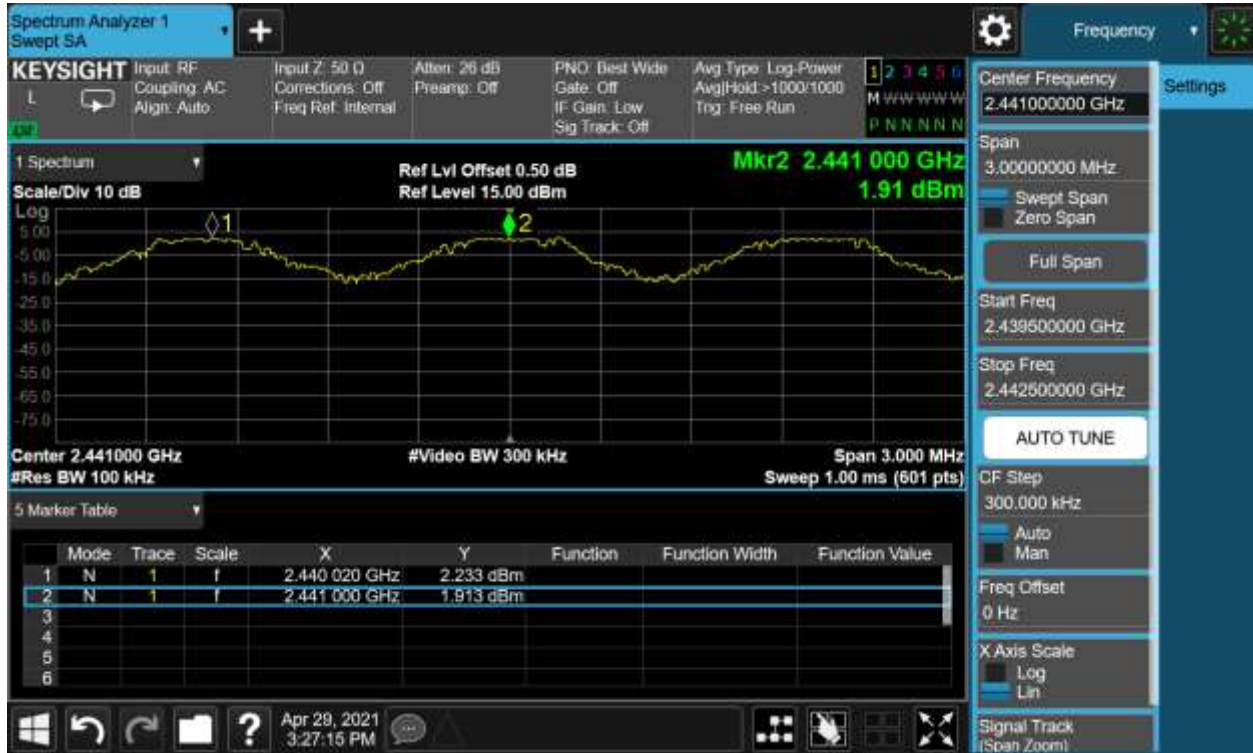 Spectrum Analyzer 1
Swept SA
+
Frequency
KEYSIGHT
L
Input: RF
Coupling: AC
Align: Auto
Input Z: 50 Ω
Corrections: Off
Freq Ref: Internal
Atten: 26 dB
Preamp: Off
PNO: Best Wide
Gate: Off
IF Gain: Low
Sig Track: Off
Avg Type: Log-Power
Avg|Hold:>1000/1000
Trig: Free Run
1 2 3 4 5 6
M W W W W W
P N N N N N
Settings
Center Frequency
2.441000000 GHz
Span
3.00000000 MHz
Swept Span
Zero Span
Full Span
Start Freq
2.439500000 GHz
Stop Freq
2.442500000 GHz
AUTO TUNE
CF Step
300.000 kHz
Auto
Man
Freq Offset
0 Hz
X Axis Scale
Log
Lin
Signal Track
(Span Zoom)
1 Spectrum
Scale/Div 10 dB
Ref Lvl Offset 0.50 dB
Ref Level 15.00 dBm
Mkr2 2.441 000 GHz
1.91 dBm
Log
1
2
5.00
-5.00
-15.0
-25.0
-35.0
-45.0
-55.0
-65.0
-75.0
Center 2.441000 GHz
#Video BW 300 kHz
Span 3.000 MHz
#Res BW 100 kHz
Sweep 1.00 ms (601 pts)
5 Marker Table
Mode Trace Scale X Y Function Function Width Function Value
1 N 1 f 2.440 020 GHz 2.233 dBm
2 N 1 f 2.441 000 GHz 1.913 dBm
3
4
5
6
?
Apr 29, 2021
3:27:15 PM